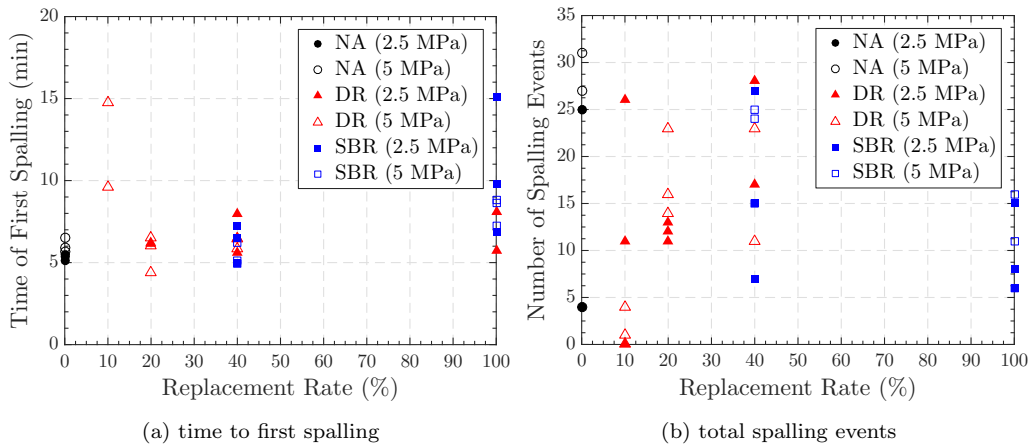 Time of First Spalling (min)
20
15
10
5
0
0 10 20 30 40 50 60 70 80 90 100
Replacement Rate (%)
NA (2.5 MPa)
NA (5 MPa)
DR (2.5 MPa)
DR (5 MPa)
SBR (2.5 MPa)
SBR (5 MPa)
(a) time to first spalling
Number of Spalling Events
35
30
25
20
15
10
5
0
0 10 20 30 40 50 60 70 80 90 100
Replacement Rate (%)
NA (2.5 MPa)
NA (5 MPa)
DR (2.5 MPa)
DR (5 MPa)
SBR (2.5 MPa)
SBR (5 MPa)
(b) total spalling events